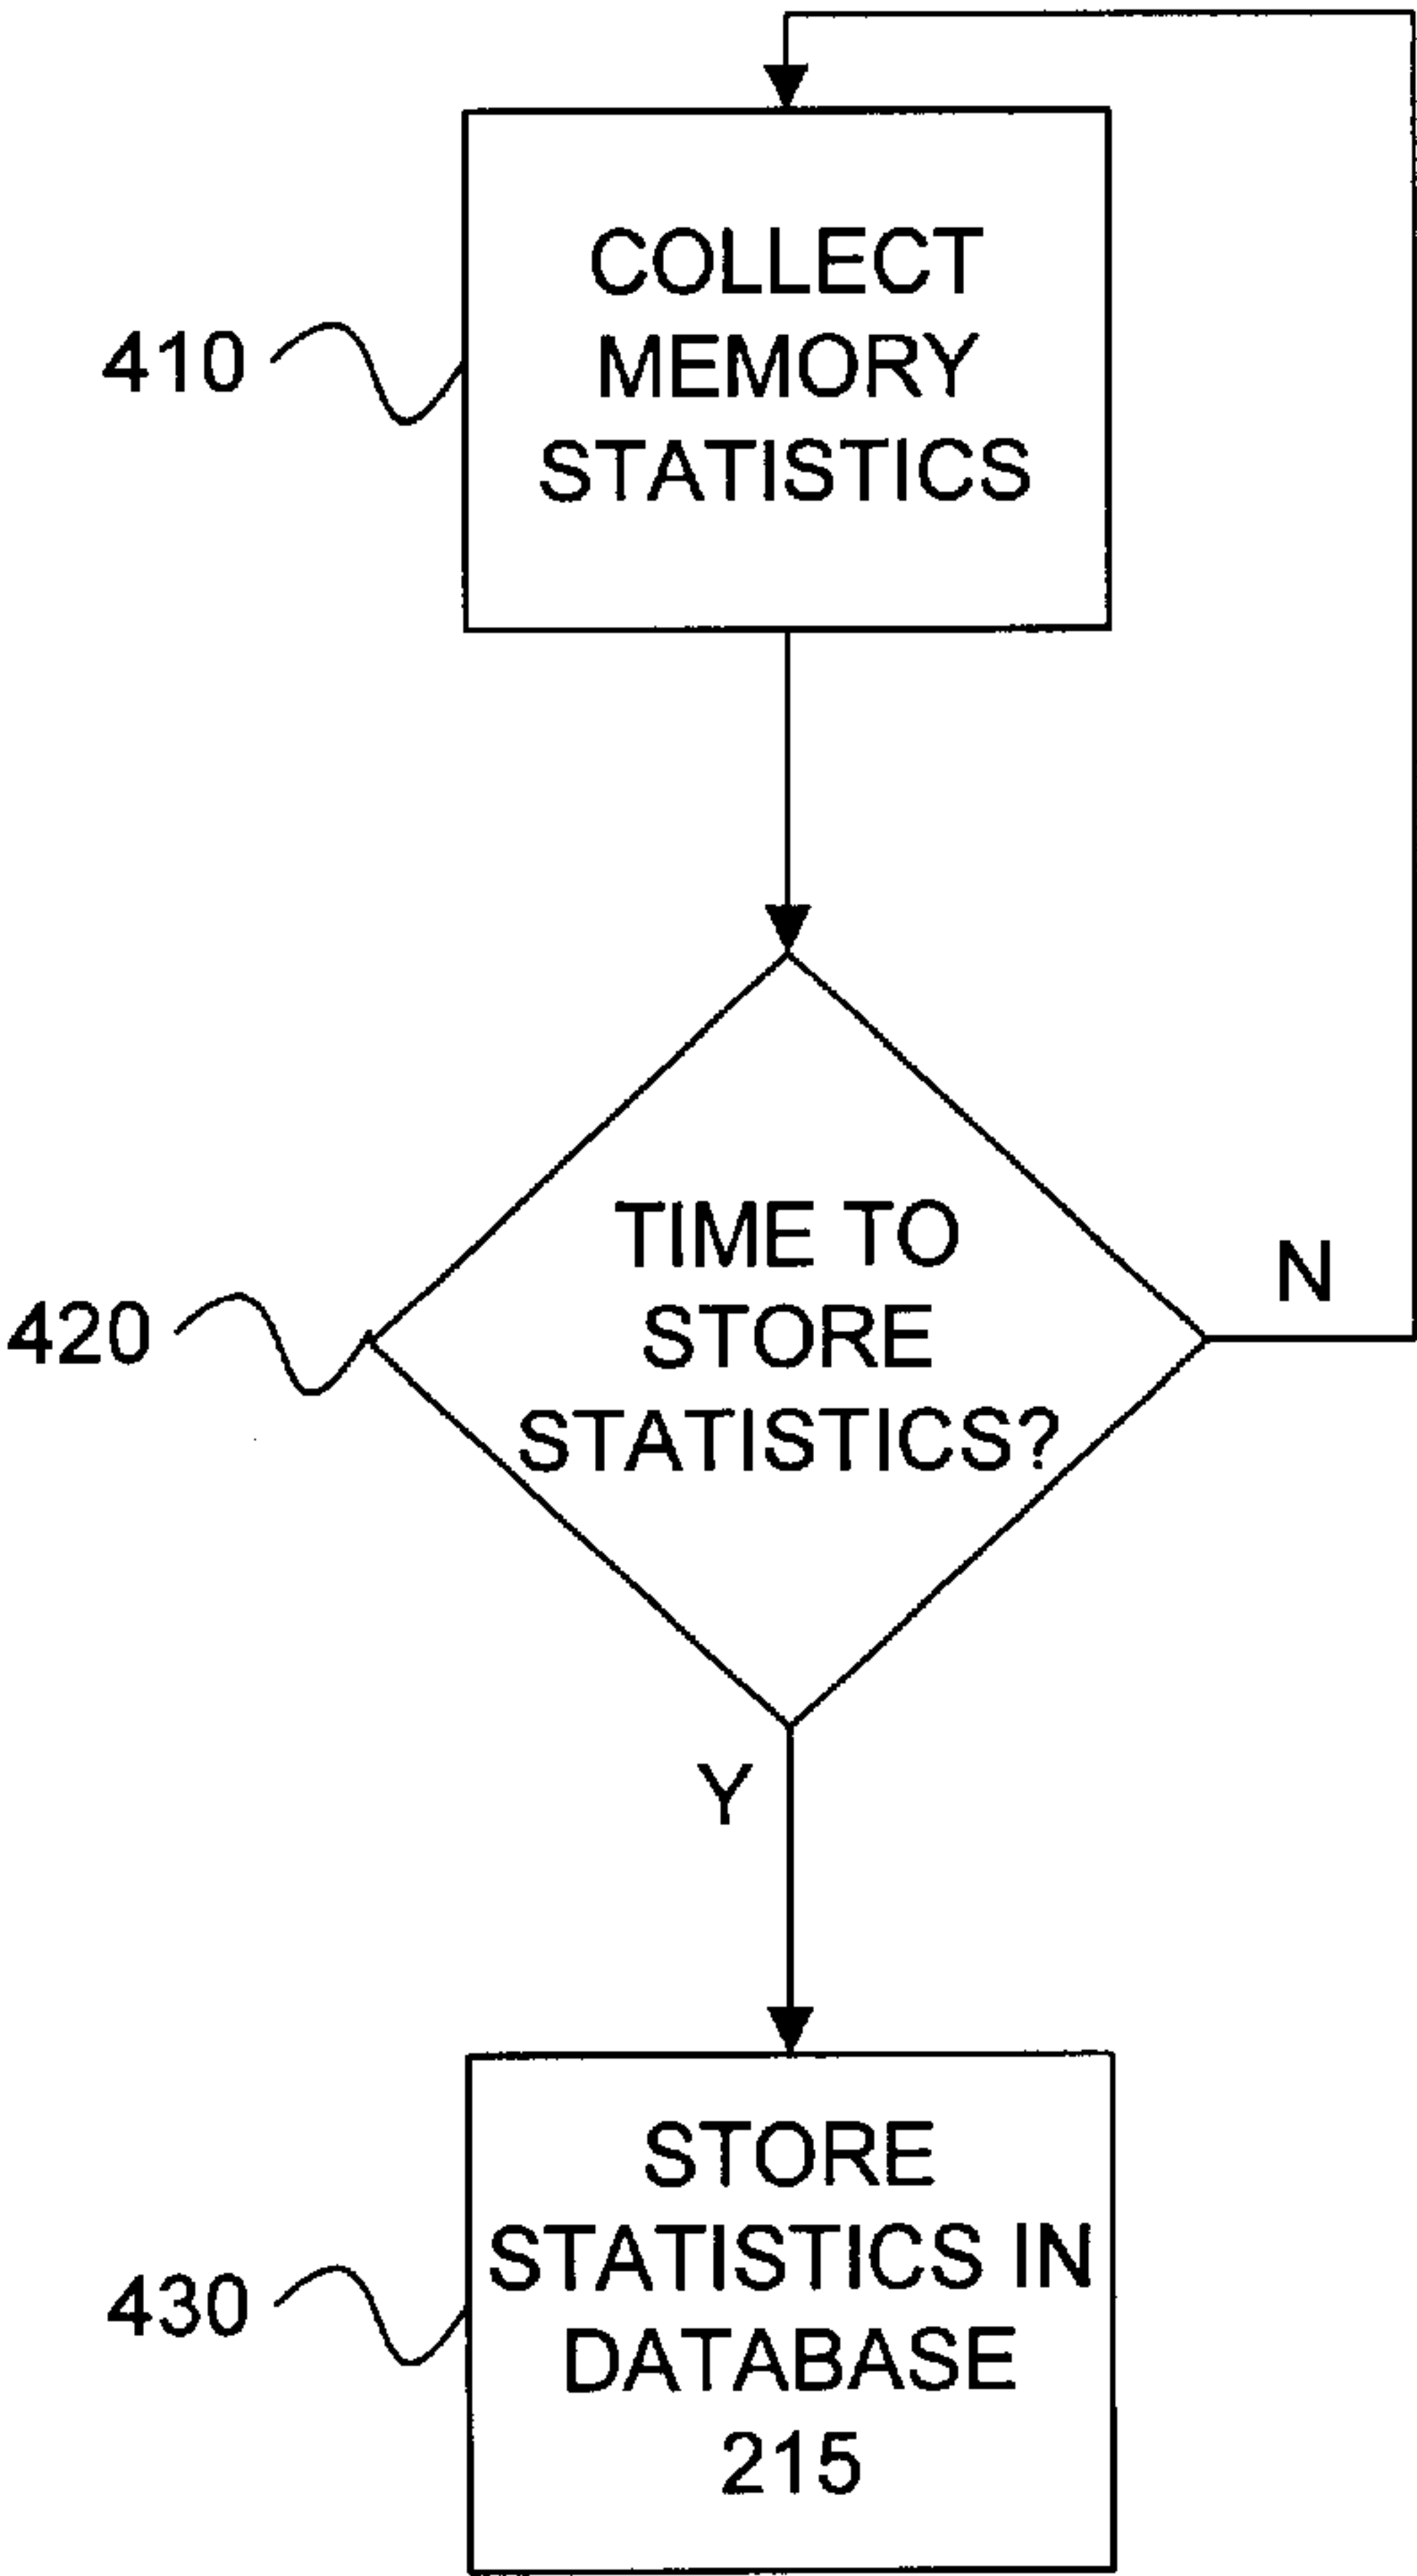 COLLECT
MEMORY
STATISTICS
410
TIME TO
STORE
STATISTICS?
420
N
Y
STORE
STATISTICS IN
DATABASE
215
430